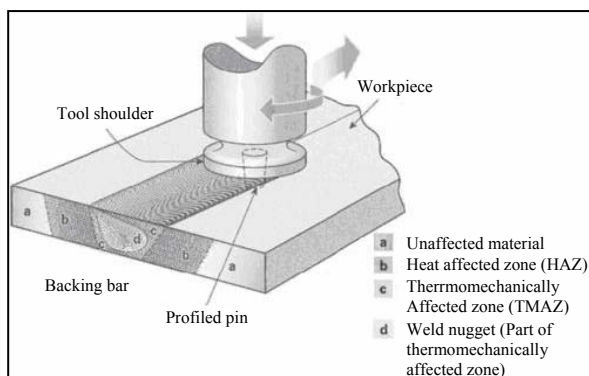 Workpiece
Tool shoulder
a
b
c
d
c
b
a
Backing bar
Profiled pin
a Unaffected material
b Heat affected zone (HAZ)
c Therrmomechanically
Affected zone (TMAZ)
d Weld nugget (Part of
thermomechanically
affected zone)